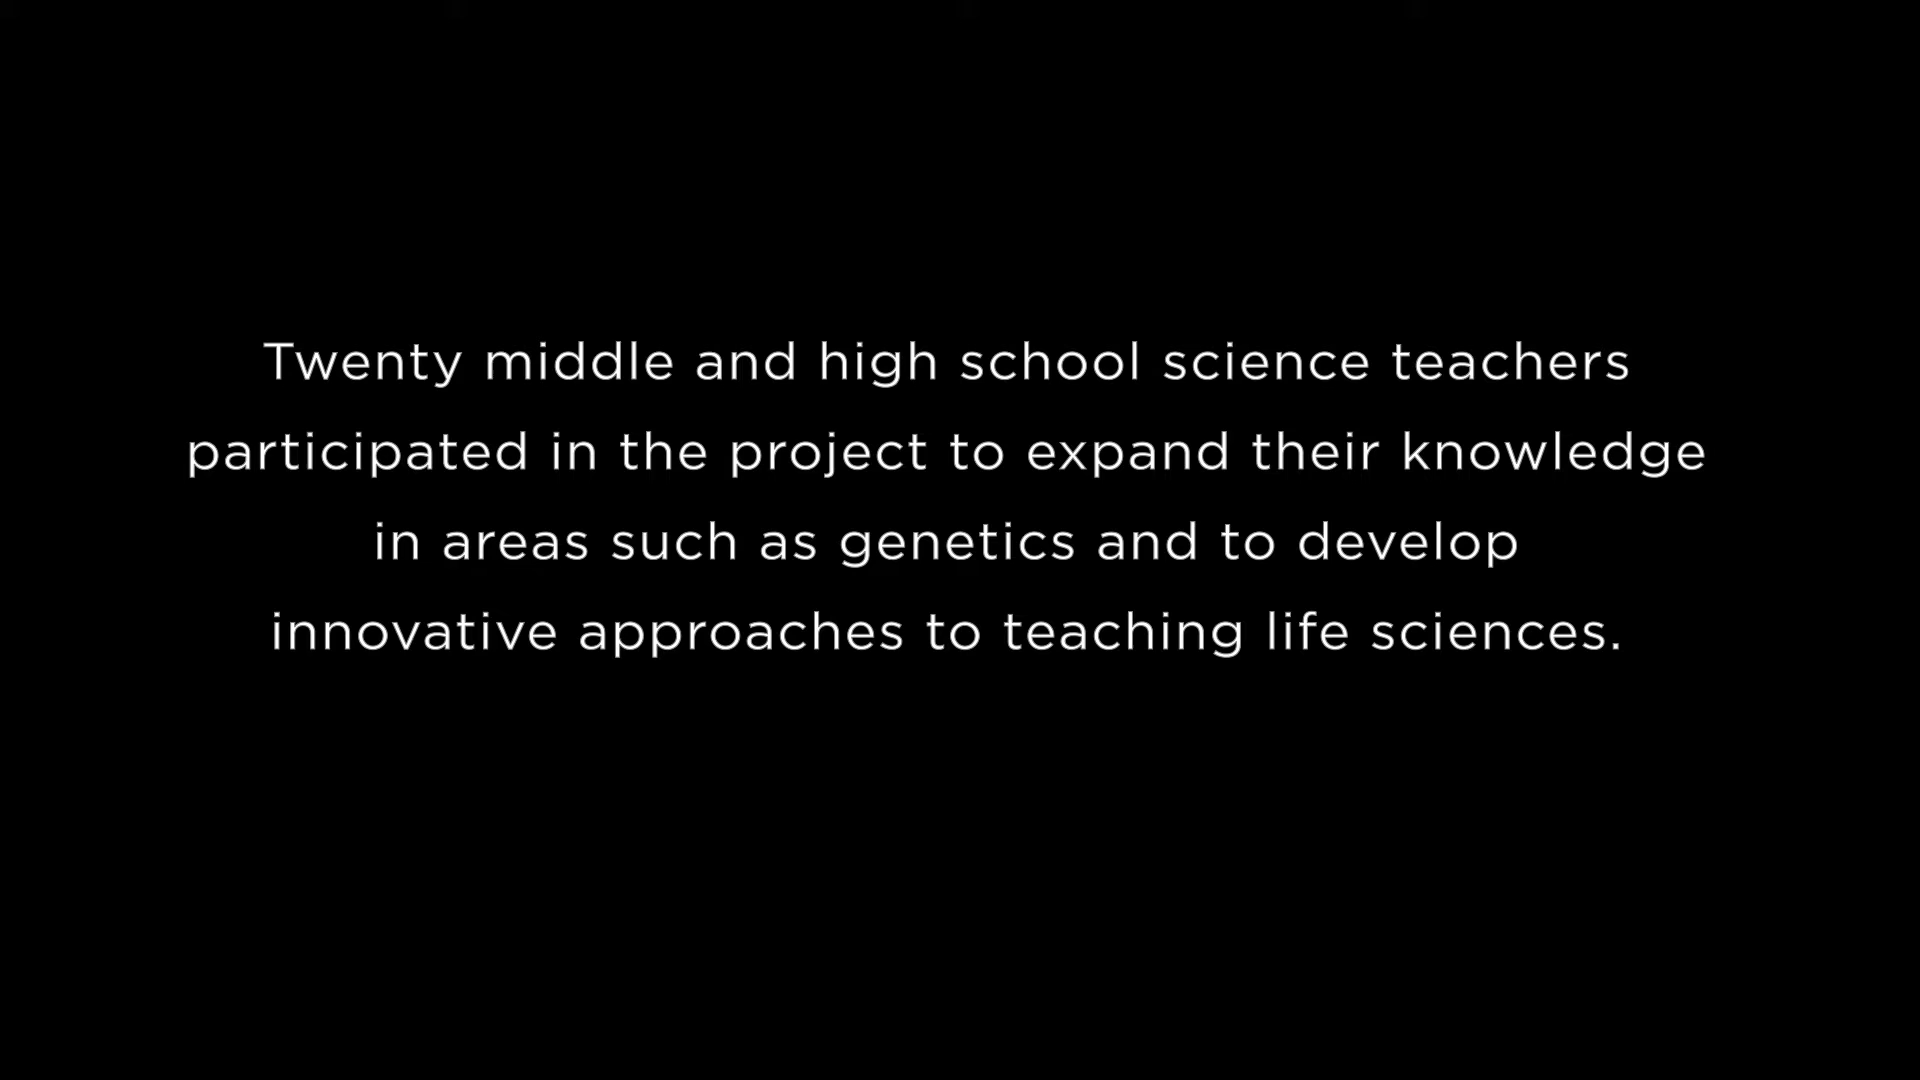 Twenty middle and high school science teachers
participated in the project to expand their knowledge
in areas such as genetics and to develop
innovative approaches to teaching life sciences.